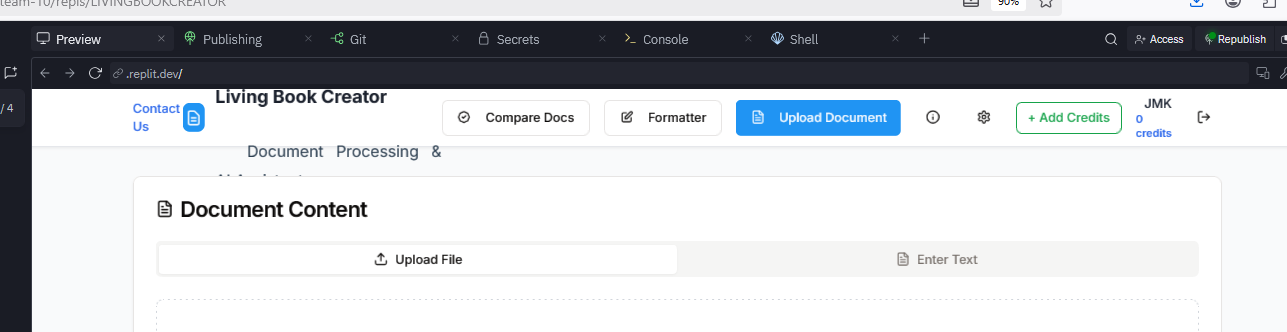 team-10/repls/LIVINGBOOKCREATOR
90%
Preview
Publishing
Git
Secrets
Console
Shell
Access
Republish
.replit.dev/
/ 4
Contact Us
Living Book Creator
Document Processing &
Compare Docs
Formatter
Upload Document
+ Add Credits
JMK
0 credits
Document Content
Upload File
Enter Text